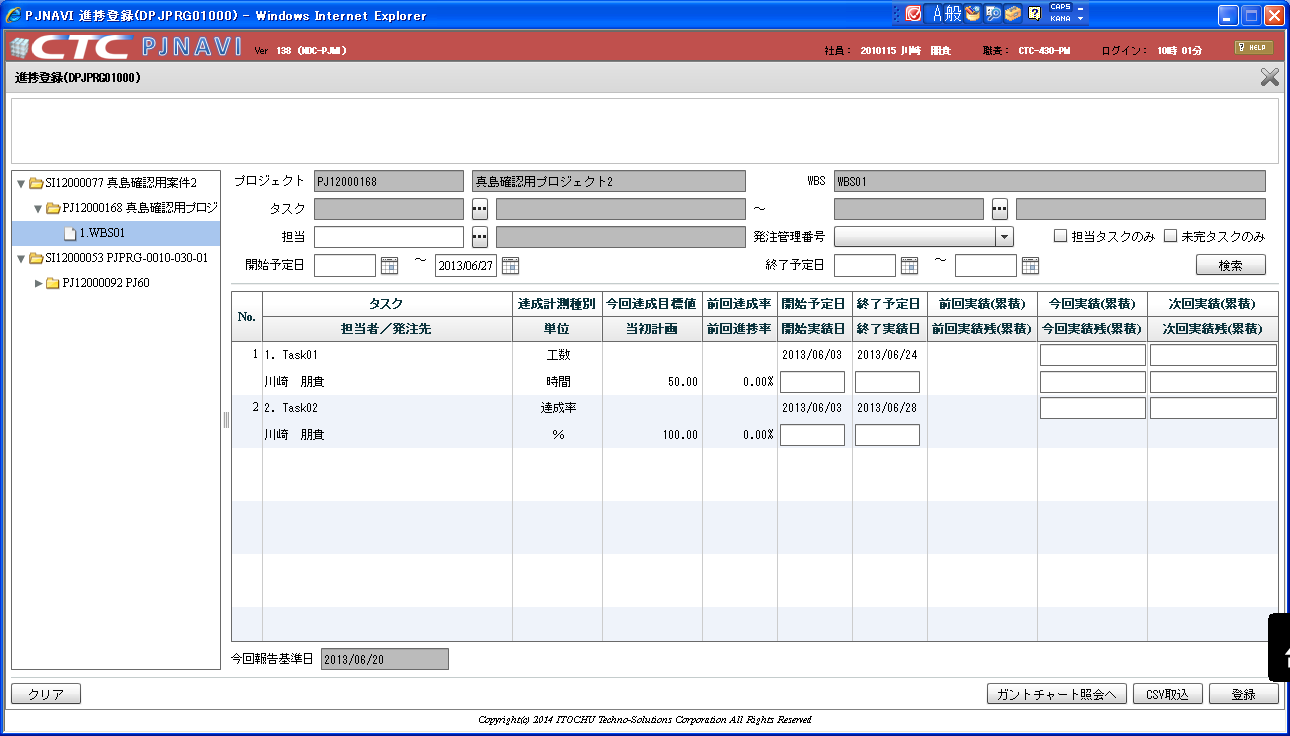 PJNAVI 進捗登録(DPJPRG01000) - Windows Internet Explorer
A 般 CAPS KANA
CTC PJNAVI Ver 138 (NDC-PJM) 社員： 2010115 川崎 朋貴 職責： CTC-430-PM ログイン： 10時 01分 HELP
進捗登録(DPJPRG01000)
SI12000077 真島確認用案件2
PJ12000168 真島確認用プロジ
1.WBS01
SI12000053 PJPRG-0010-030-01
PJ12000092 PJ60
プロジェクト PJ12000168 真島確認用プロジェクト2 WBS WBS01
タスク ～
担当 発注管理番号 担当タスクのみ 未完タスクのみ
開始予定日 ～ 2013/06/27 終了予定日 ～ 検索
No. タスク 達成計測種別 今回達成目標値 前回達成率 開始予定日 終了予定日 前回実績(累積) 今回実績(累積) 次回実績(累積)
担当者／発注先 単位 当初計画 前回進捗率 開始実績日 終了実績日 前回実績残(累積) 今回実績残(累積) 次回実績残(累積)
1 1. Task01 工数 2013/06/03 2013/06/24
川崎 朋貴 時間 50.00 0.00%
2 2. Task02 達成率 2013/06/03 2013/06/28
川崎 朋貴 % 100.00 0.00%
今回報告基準日 2013/06/20
クリア ガントチャート照会へ CSV取込 登録
Copyright(c) 2014 ITOCHU Techno-Solutions Corporation All Rights Reserved